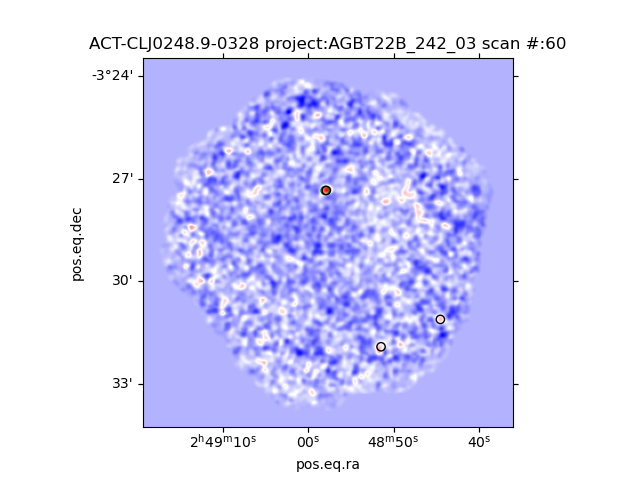 ACT-CLJ0248.9-0328 project:AGBT22B_242_03 scan #:60
-3°24'
27'
30'
33'
pos.eq.dec
2ʰ49ᵐ10ˢ 00ˢ 48ᵐ50ˢ 40ˢ
pos.eq.ra